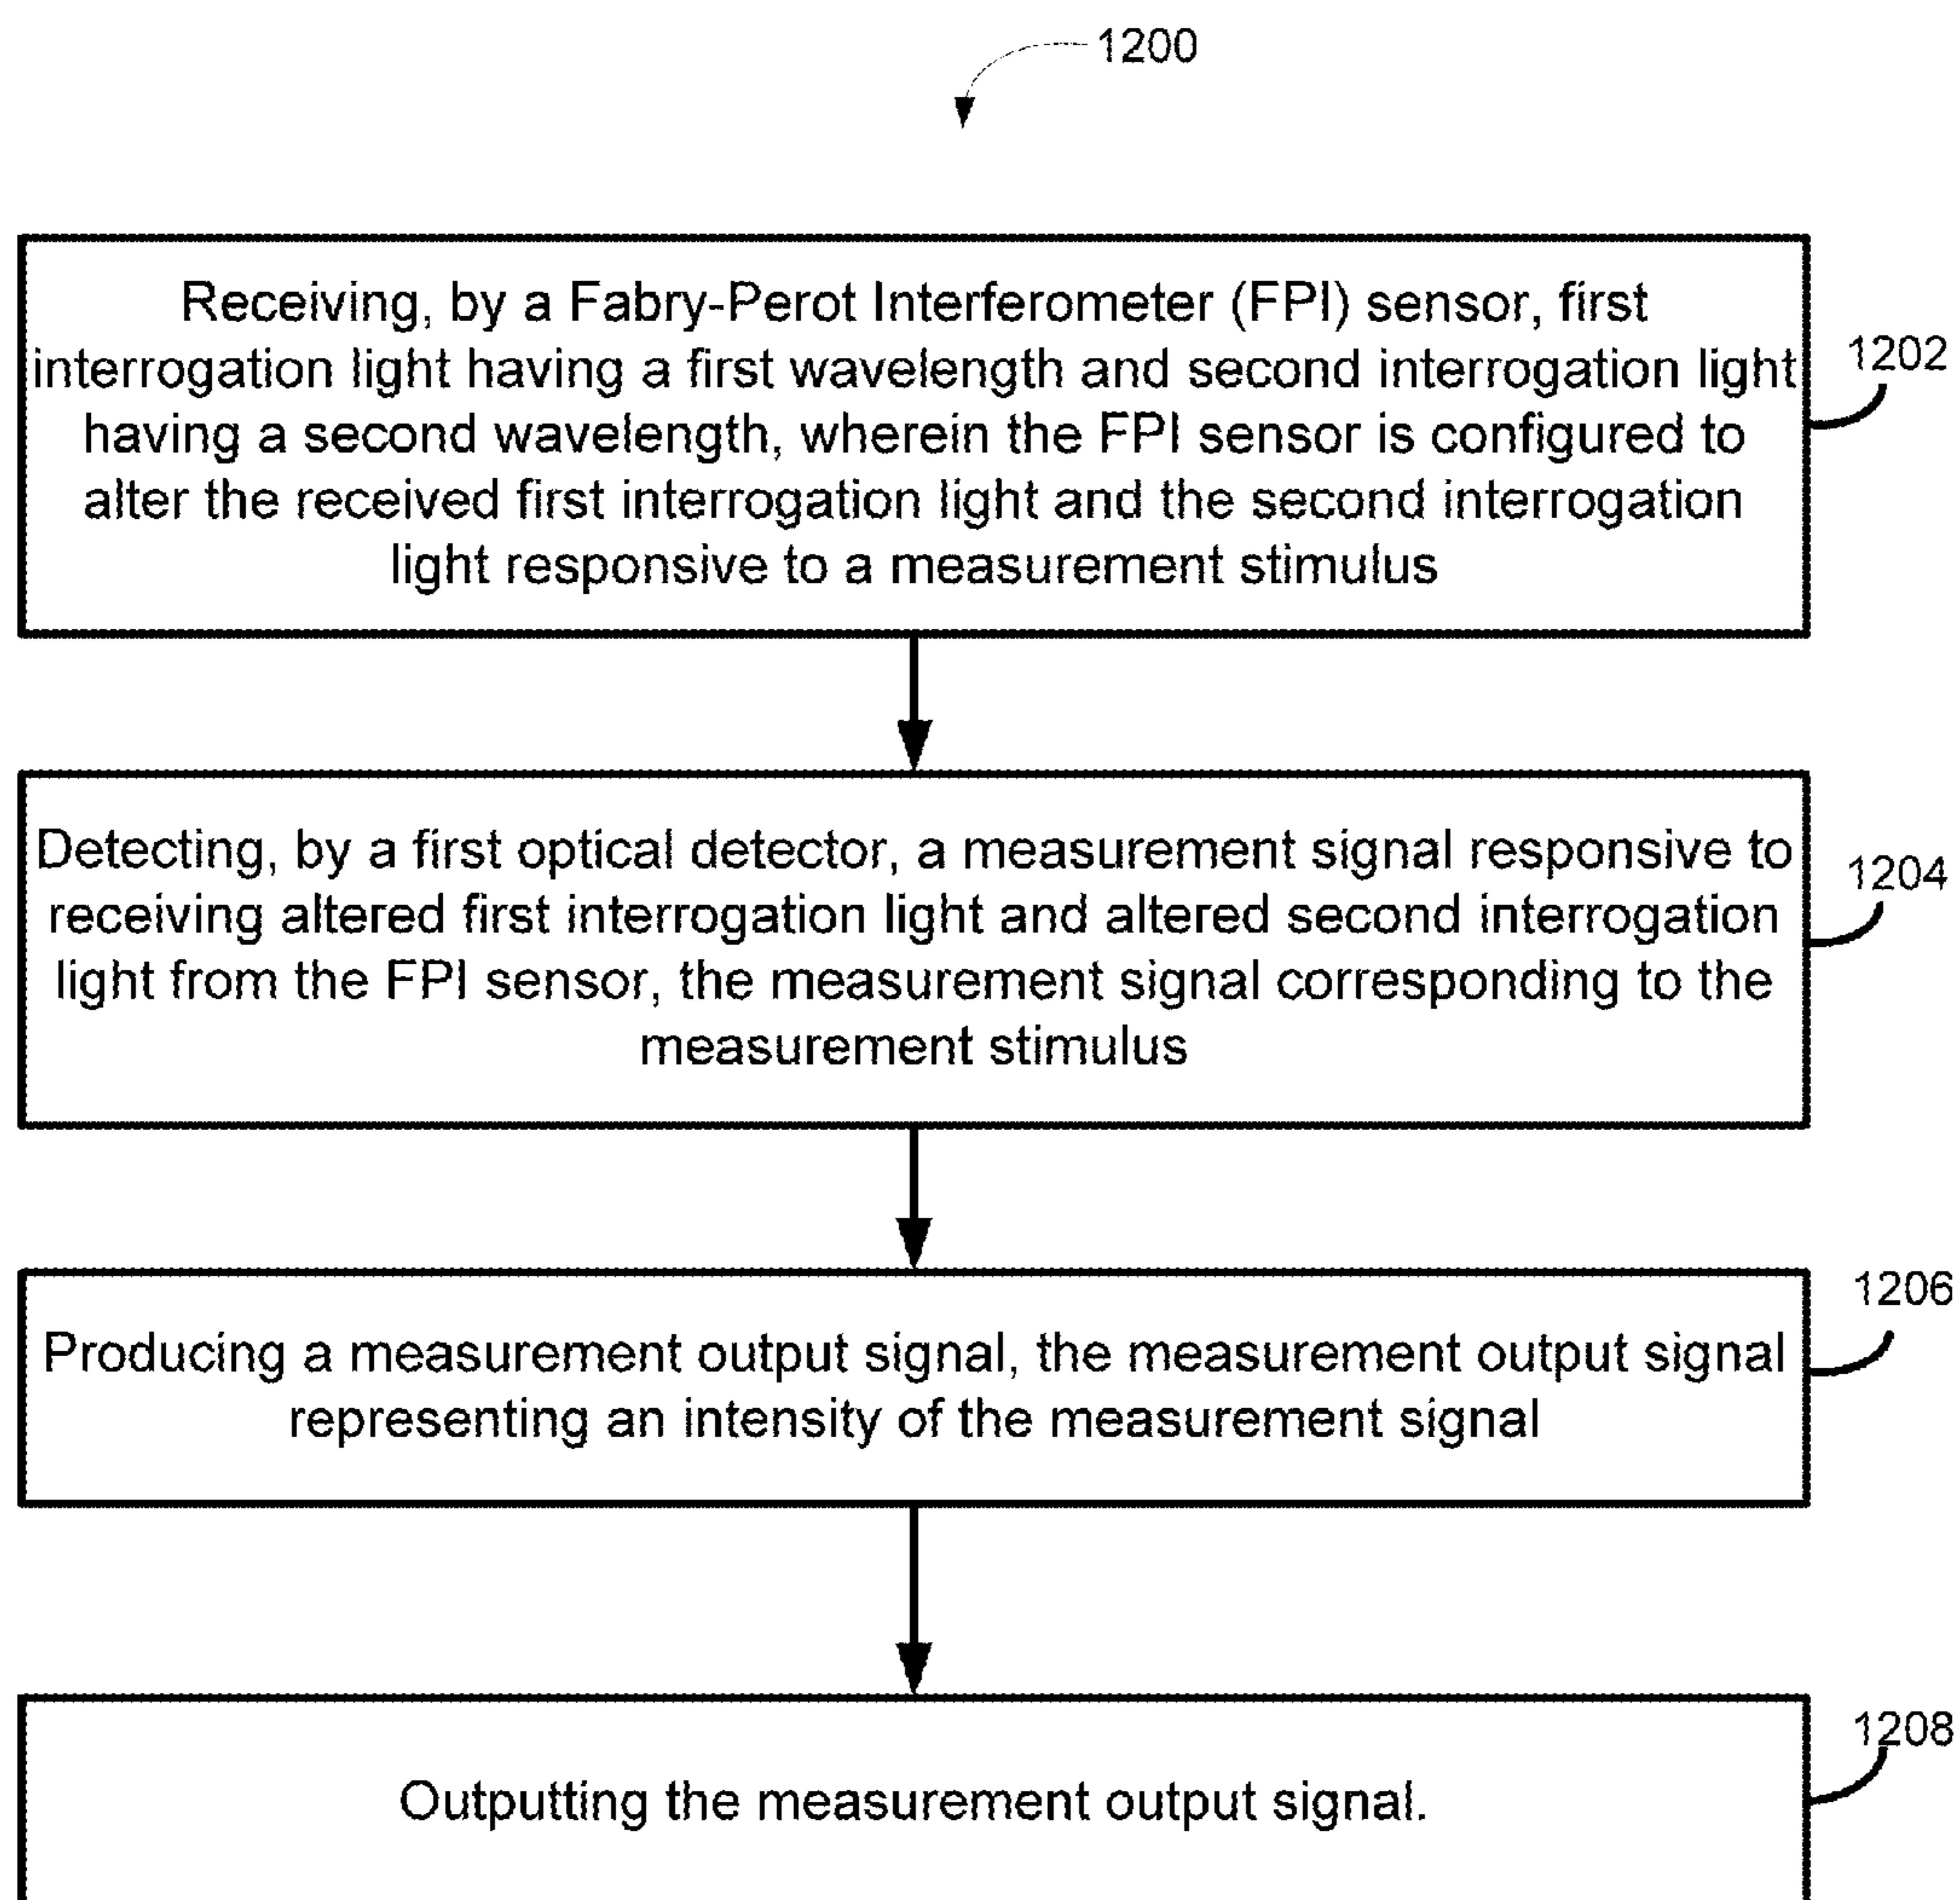 1200
Receiving, by a Fabry-Perot Interferometer (FPI) sensor, first
interrogation light having a first wavelength and second interrogation light
having a second wavelength, wherein the FPI sensor is configured to
alter the received first interrogation light and the second interrogation
light responsive to a measurement stimulus
1202
Detecting, by a first optical detector, a measurement signal responsive to
receiving altered first interrogation light and altered second interrogation
light from the FPI sensor, the measurement signal corresponding to the
measurement stimulus
1204
Producing a measurement output signal, the measurement output signal
representing an intensity of the measurement signal
1206
Outputting the measurement output signal.
1208